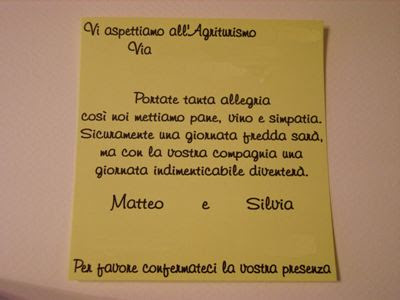 Vi aspettiamo all'Agriturismo
Via
Portate tanta allegria
così noi mettiamo pane, vino e simpatia.
Sicuramente una giornata fredda sarà,
ma con la vostra compagnia una
giornata indimenticabile diventerà.
Matteo e Silvia
Per favore confermateci la vostra presenza